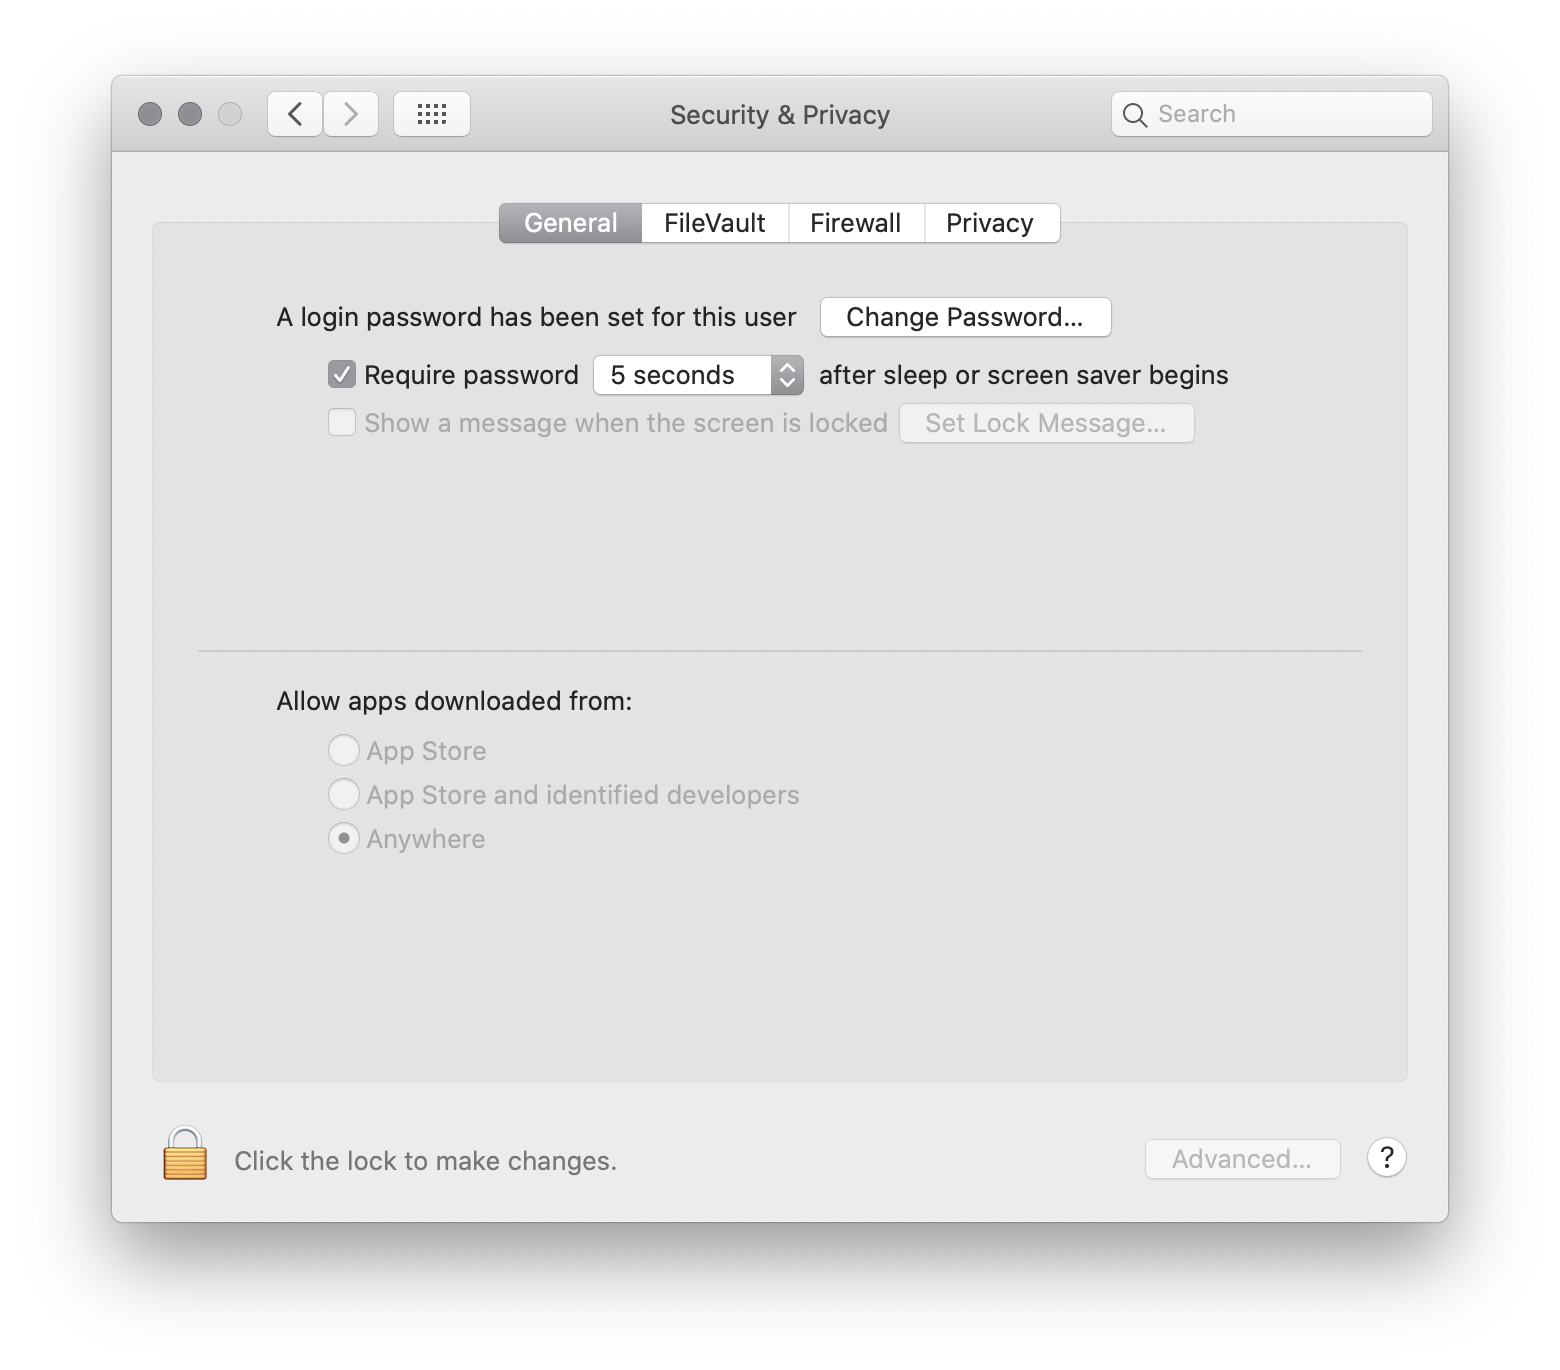 Security & Privacy
Search
General FileVault Firewall Privacy
A login password has been set for this user Change Password...
Require password 5 seconds after sleep or screen saver begins
Show a message when the screen is locked Set Lock Message...
Allow apps downloaded from:
App Store
App Store and identified developers
Anywhere
Click the lock to make changes.
Advanced...
?